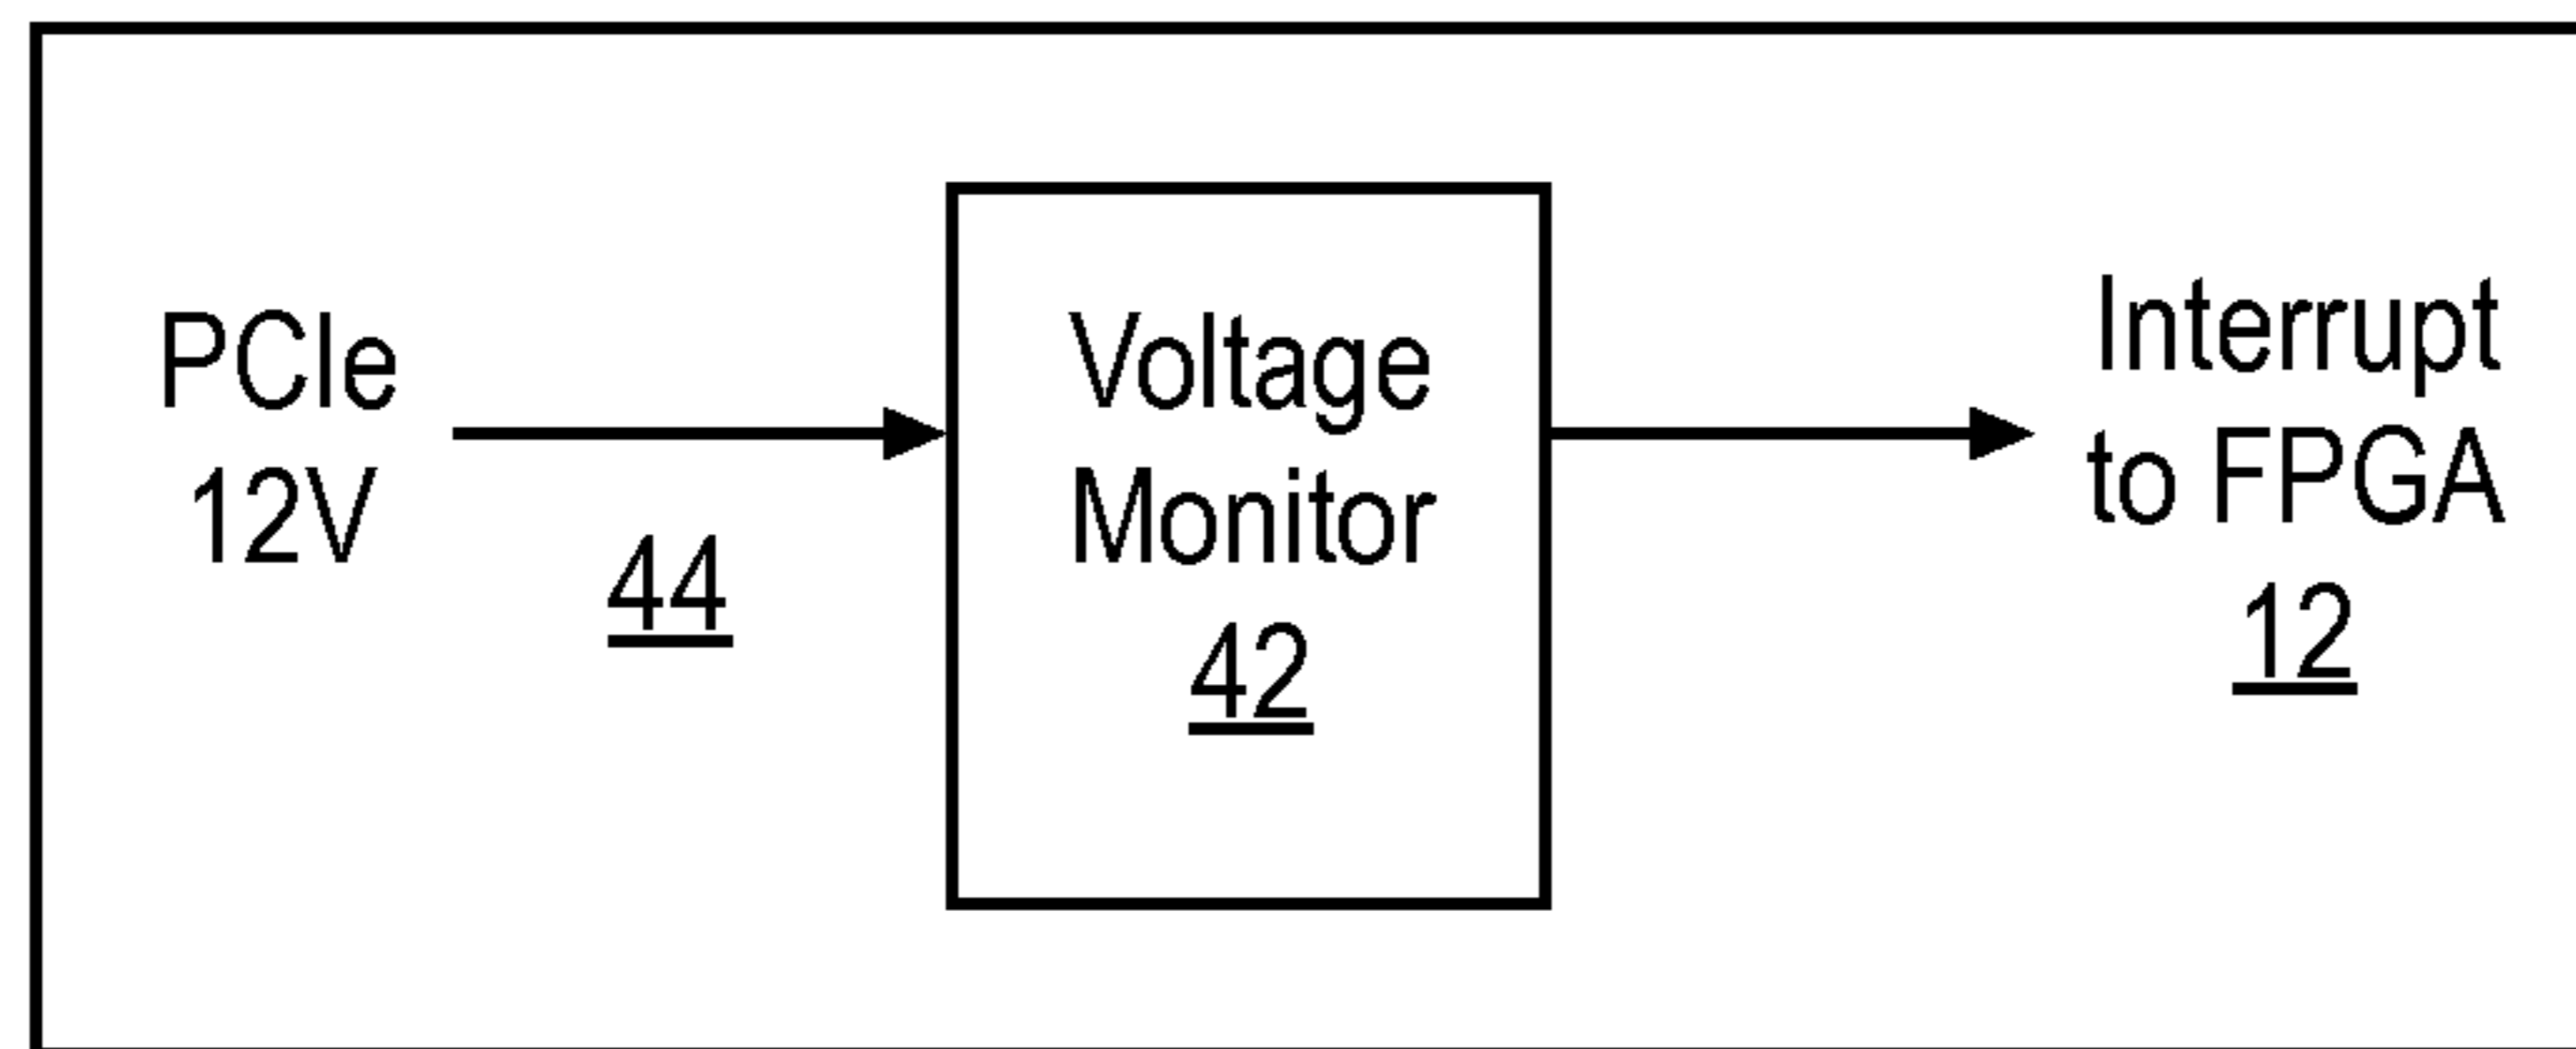 PCIe
12V
44
Voltage
Monitor
42
Interrupt
to FPGA
12